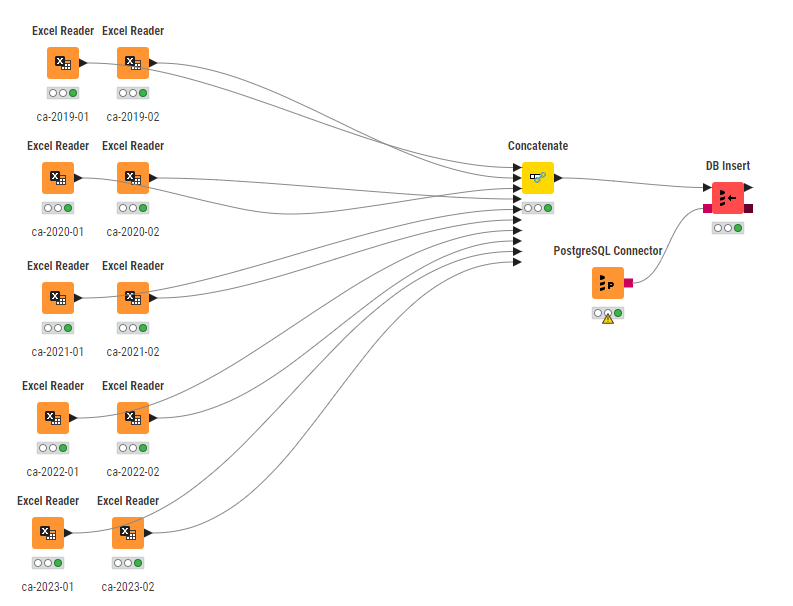 Excel Reader Excel Reader
ca-2019-01 ca-2019-02
Excel Reader Excel Reader
Concatenate
DB Insert
ca-2020-01 ca-2020-02
PostgreSQL Connector
P
Excel Reader Excel Reader
ca-2021-01 ca-2021-02
Excel Reader Excel Reader
ca-2022-01 ca-2022-02
Excel Reader Excel Reader
ca-2023-01 ca-2023-02